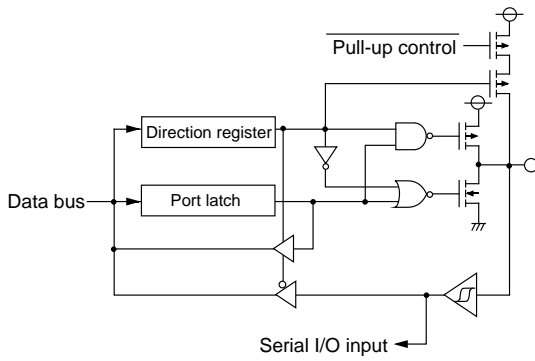 Pull-up control
Direction register
Data bus
Port latch
Serial I/O input